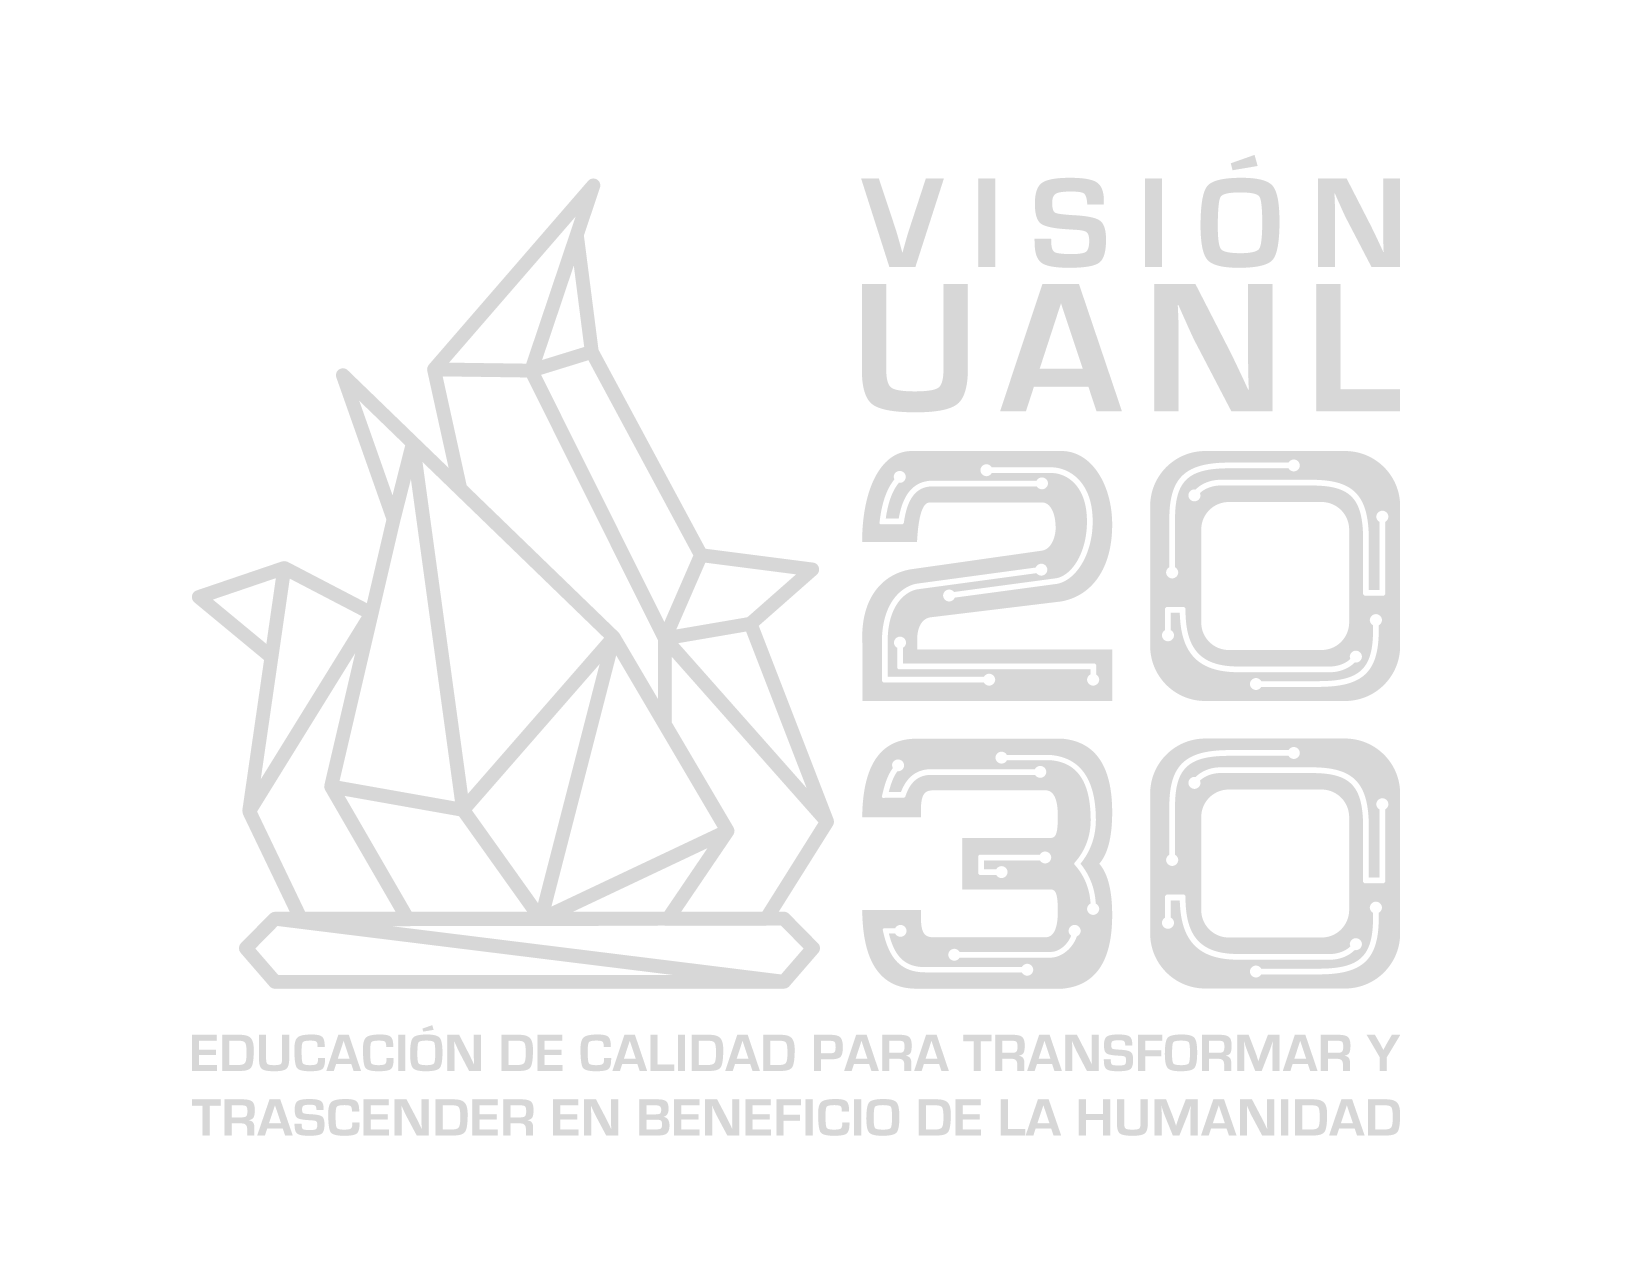 VISIÓN
UANL
20
30
EDUCACIÓN DE CALIDAD PARA TRANSFORMAR Y
TRASCENDER EN BENEFICIO DE LA HUMANIDAD